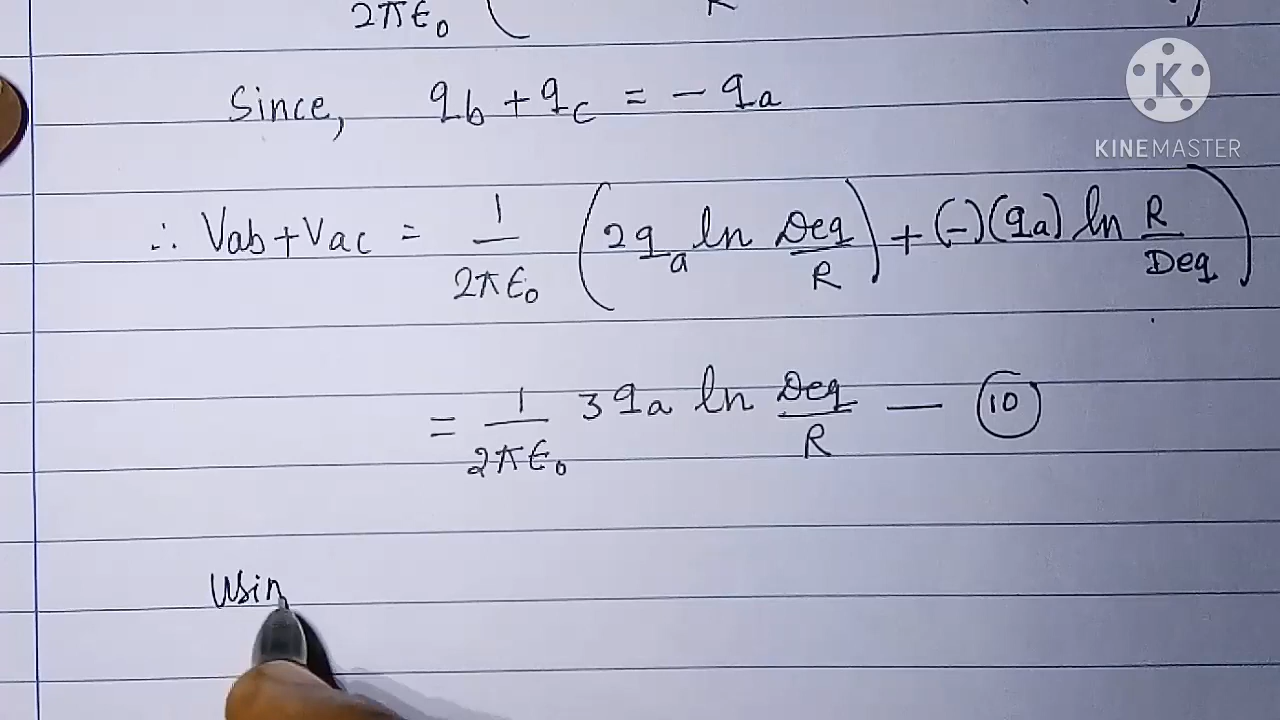 2πϵ₀ ( R
Since, qb + qc = - qa
K
KINEMASTER
∴ Vab + Vac = 1/2πϵ₀ (2qa ln Deq/R) + (-)(qa) ln R/Deq)
= 1/2πϵ₀ 3qa ln Deq/R — 10
Usin